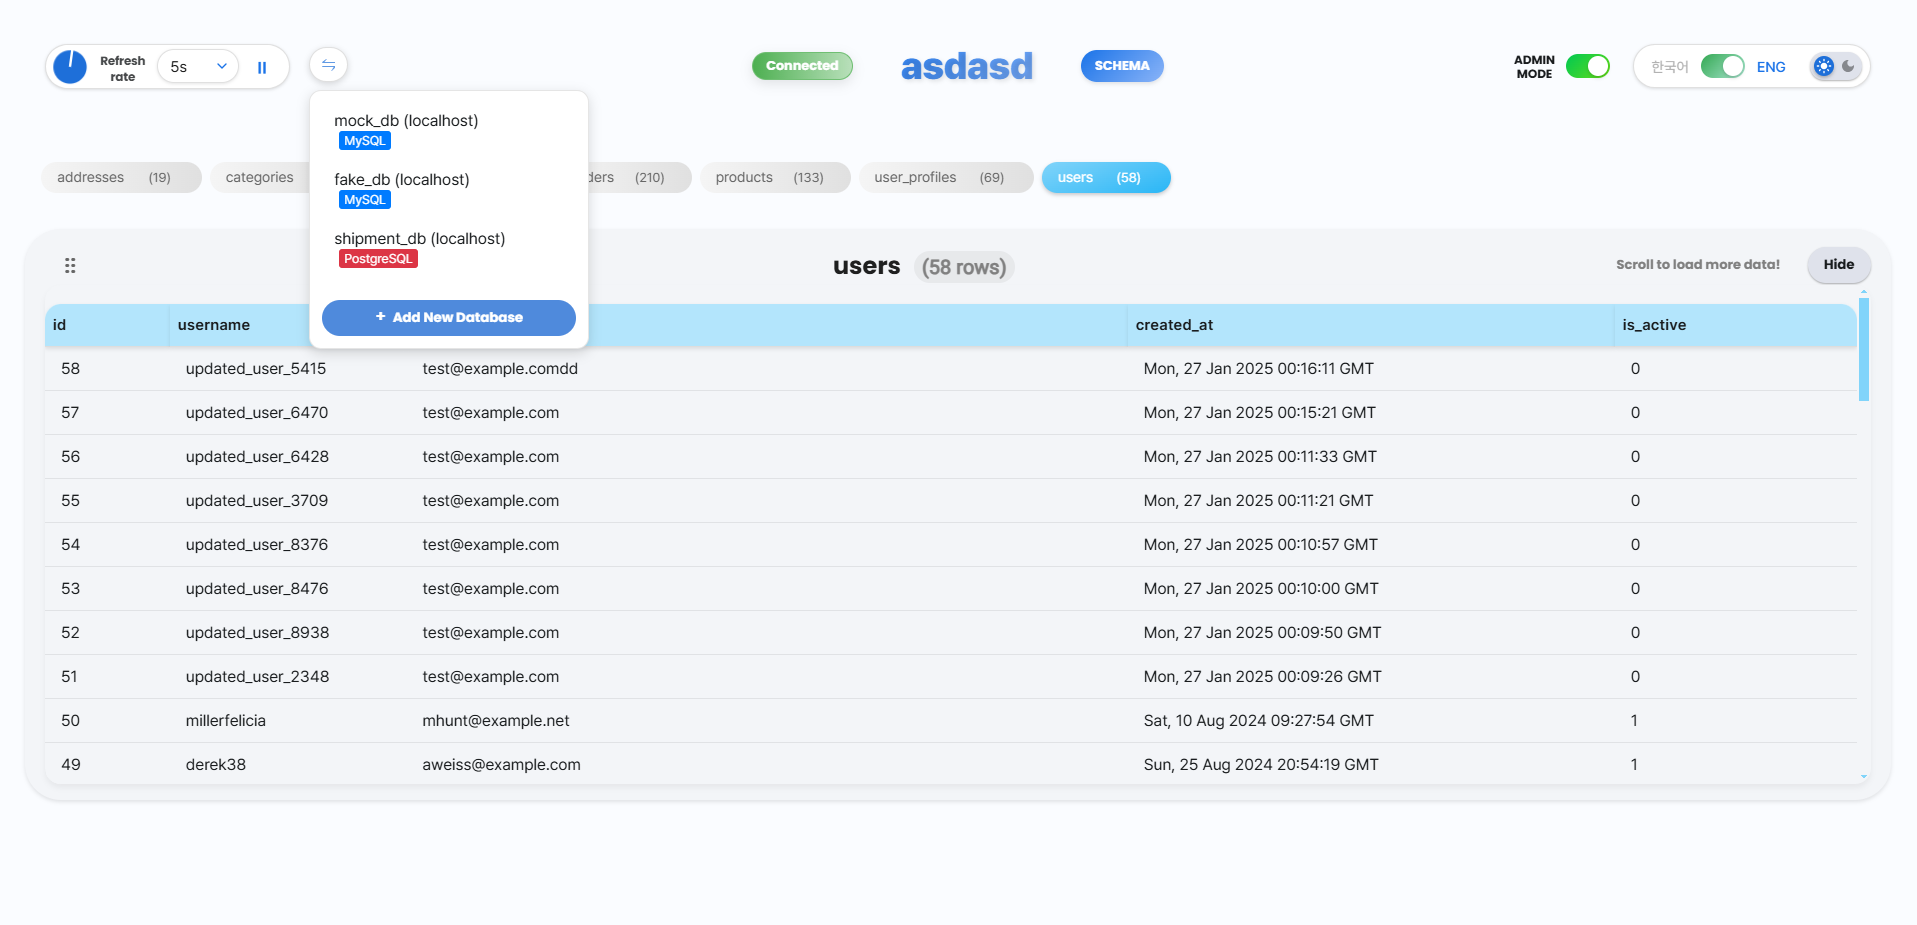 Refresh rate
5s
Connected
asdasd
SCHEMA
ADMIN MODE
한국어
ENG
mock_db (localhost)
MySQL
fake_db (localhost)
MySQL
shipment_db (localhost)
PostgreSQL
+ Add New Database
addresses (19)
categories
ders (210)
products (133)
user_profiles (69)
users (58)
users (58 rows)
Scroll to load more data!
Hide
id username created_at is_active
58 updated_user_5415 test@example.comdd Mon, 27 Jan 2025 00:16:11 GMT 0
57 updated_user_6470 test@example.com Mon, 27 Jan 2025 00:15:21 GMT 0
56 updated_user_6428 test@example.com Mon, 27 Jan 2025 00:11:33 GMT 0
55 updated_user_3709 test@example.com Mon, 27 Jan 2025 00:11:21 GMT 0
54 updated_user_8376 test@example.com Mon, 27 Jan 2025 00:10:57 GMT 0
53 updated_user_8476 test@example.com Mon, 27 Jan 2025 00:10:00 GMT 0
52 updated_user_8938 test@example.com Mon, 27 Jan 2025 00:09:50 GMT 0
51 updated_user_2348 test@example.com Mon, 27 Jan 2025 00:09:26 GMT 0
50 millerfelicia mhunt@example.net Sat, 10 Aug 2024 09:27:54 GMT 1
49 derek38 aweiss@example.com Sun, 25 Aug 2024 20:54:19 GMT 1